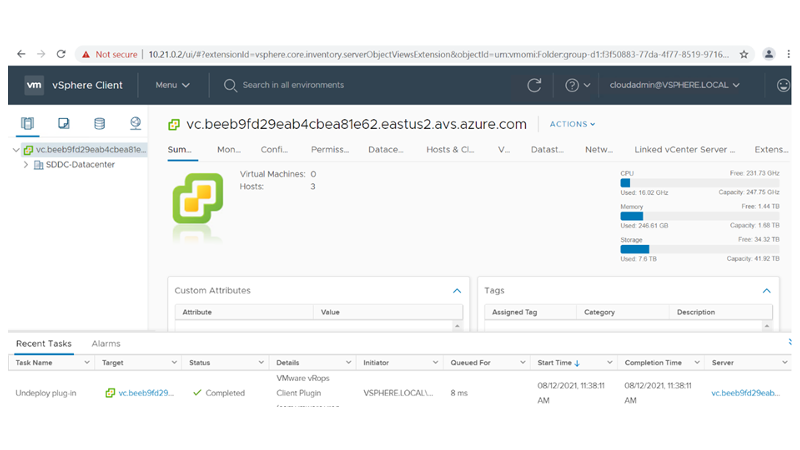 Not secure | 10.21.0.2/ui/#?extensionId=vsphere.core.inventory.serverObjectViewsExtension&objectId=urn:vmomi:Folder:group-d1:f3f50883-77da-4f77-8519-9716...
vm vSphere Client Menu Search in all environments cloudadmin@VSPHERE.LOCAL
vc.beeb9fd29eab4cbea81e62.eastus2.avs.azure.com ACTIONS
vc.beeb9fd29eab4cbea81e...
SDDC-Datacenter
Sum... Mon... Confi... Permiss... Datace... Hosts & Cl... V... Datast... Netw... Linked vCenter Server ... Extens...
Virtual Machines: 0
Hosts: 3
CPU Free: 231.73 GHz
Used: 16.02 GHz Capacity: 247.75 GHz
Memory Free: 1.44 TB
Used: 246.61 GB Capacity: 1.68 TB
Storage Free: 34.32 TB
Used: 7.6 TB Capacity: 41.92 TB
Custom Attributes
Attribute Value
Tags
Assigned Tag Category Description
Recent Tasks Alarms
Task Name Target Status Details Initiator Queued For Start Time Completion Time Server
Undeploy plug-in vc.beeb9fd29... Completed VMware vRops Client Plugin VSPHERE.LOCAL\... 8 ms 08/12/2021, 11:38:11 AM 08/12/2021, 11:38:11 AM vc.beeb9fd29eab...